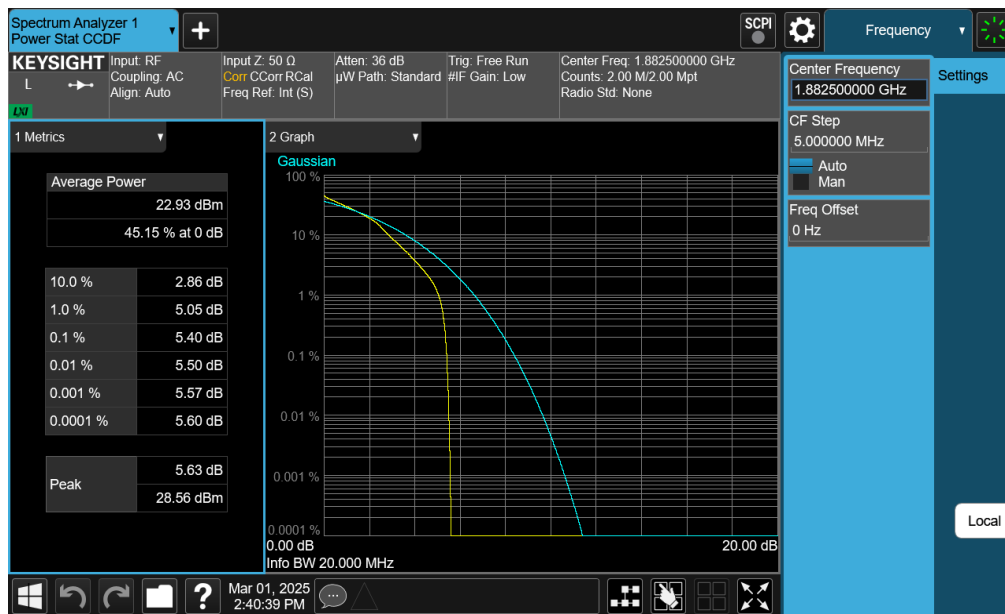 Spectrum Analyzer 1
Power Stat CCDF
+
SCPI
Frequency
KEYSIGHT
L
LXI
Input: RF
Coupling: AC
Align: Auto
Input Z: 50 Ω
Corr CCorr RCal
Freq Ref: Int (S)
Atten: 36 dB
µW Path: Standard
Trig: Free Run
#IF Gain: Low
Center Freq: 1.882500000 GHz
Counts: 2.00 M/2.00 Mpt
Radio Std: None
Center Frequency
1.882500000 GHz
Settings
CF Step
5.000000 MHz
Auto
Man
Freq Offset
0 Hz
Local
1 Metrics
Average Power
22.93 dBm
45.15 % at 0 dB
10.0 % 2.86 dB
1.0 % 5.05 dB
0.1 % 5.40 dB
0.01 % 5.50 dB
0.001 % 5.57 dB
0.0001 % 5.60 dB
Peak
5.63 dB
28.56 dBm
2 Graph
Gaussian
100 %
10 %
1 %
0.1 %
0.01 %
0.001 %
0.0001 %
0.00 dB 20.00 dB
Info BW 20.000 MHz
?
Mar 01, 2025
2:40:39 PM